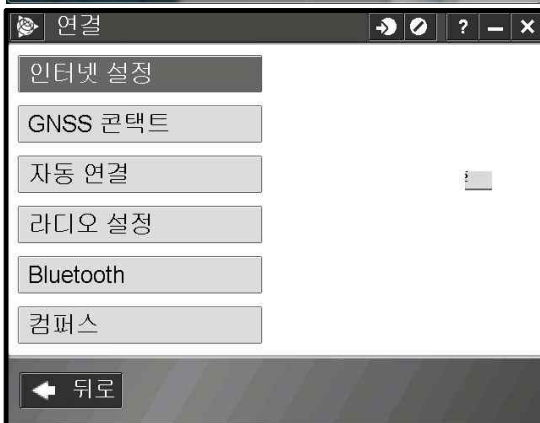 연결
?
인터넷 설정
GNSS 콘택트
자동 연결
라디오 설정
Bluetooth
컴퍼스
뒤로